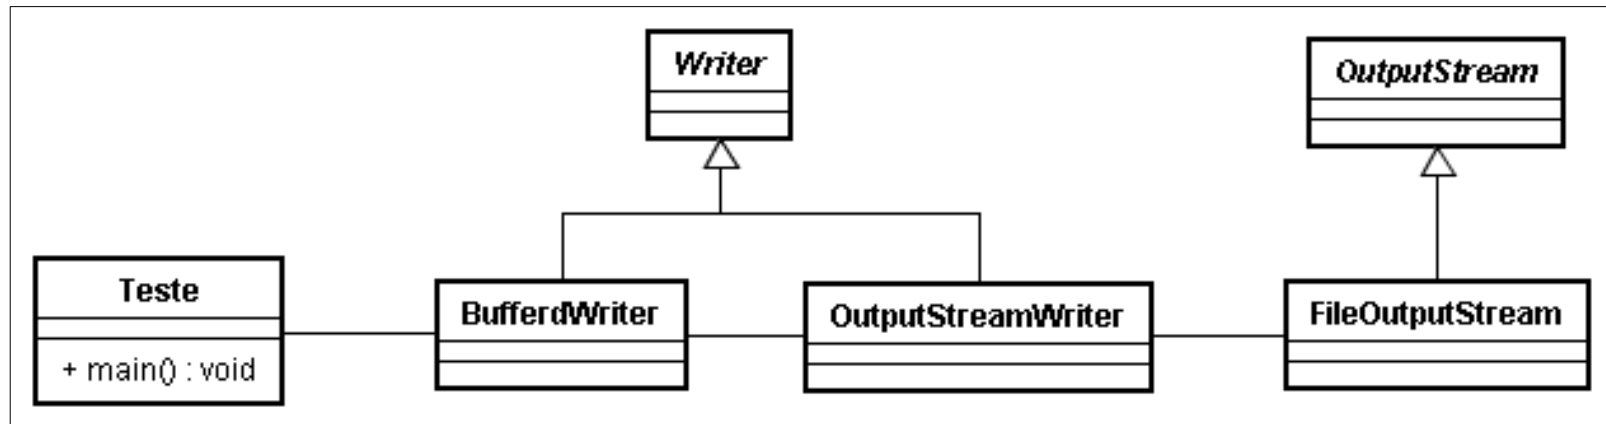 Writer
OutputStream
Teste
+ main() : void
BufferdWriter
OutputStreamWriter
FileOutputStream